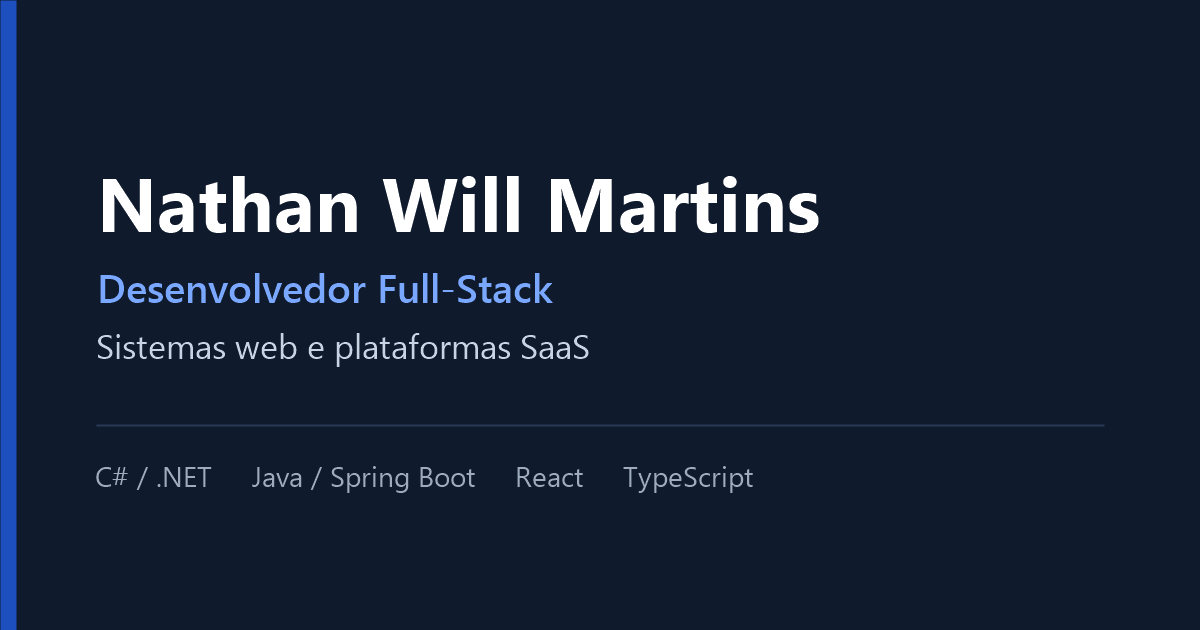 Nathan Will Martins
Desenvolvedor Full-Stack
Sistemas web e plataformas SaaS
C# / .NET Java / Spring Boot React TypeScript